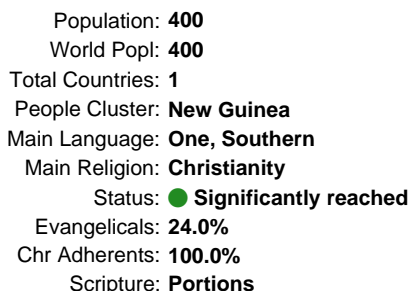 Population: 400
World Popl: 400
Total Countries: 1
People Cluster: New Guinea
Main Language: One, Southern
Main Religion: Christianity
Status: Significantly reached
Evangelicals: 24.0%
Chr Adherents: 100.0%
Scripture: Portions